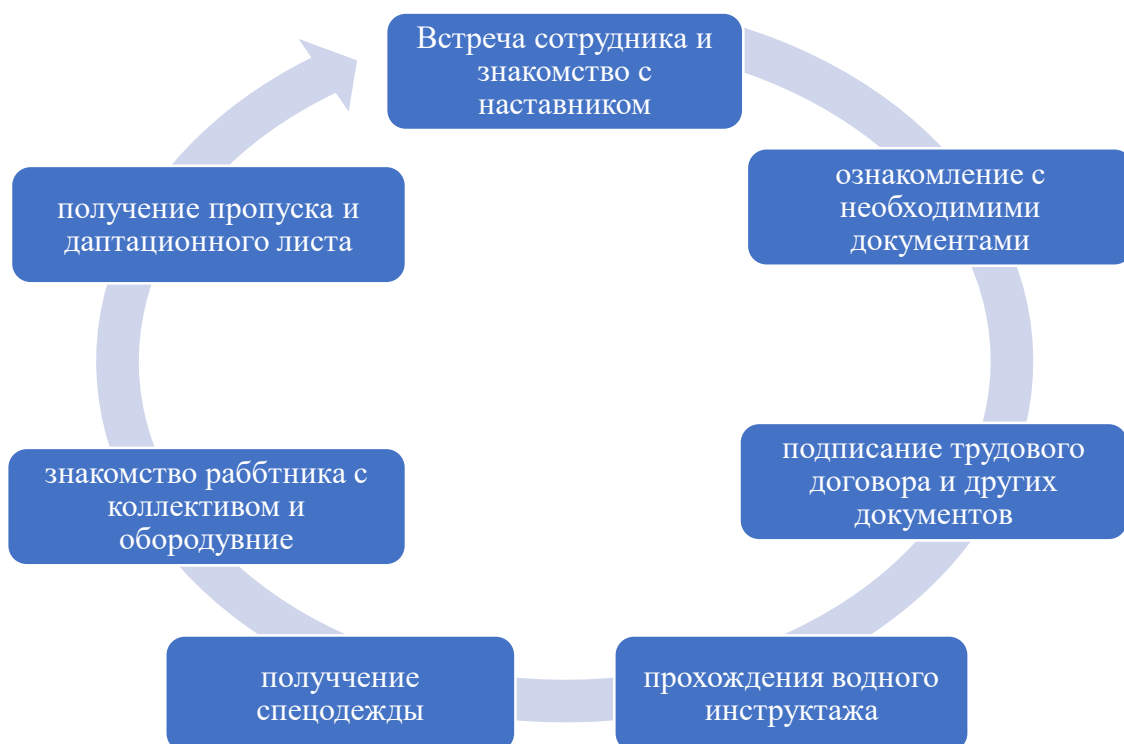 Встреча сотрудника и
знакомство с
наставником
ознакомление с
необходимими
документами
подписание трудового
договора и других
документов
прохождения водного
инструктажа
получчение
спецодежды
знакомство раббтника с
коллективом и
обородувние
получение пропуска и
даптационного листа